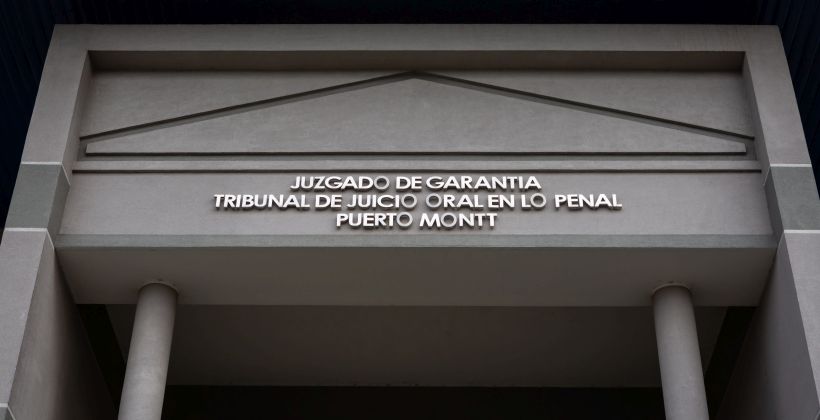 JUZGADO DE GARANTIA
TRIBUNAL DE JUICIO ORAL EN LO PENAL
PUERTO MONTT